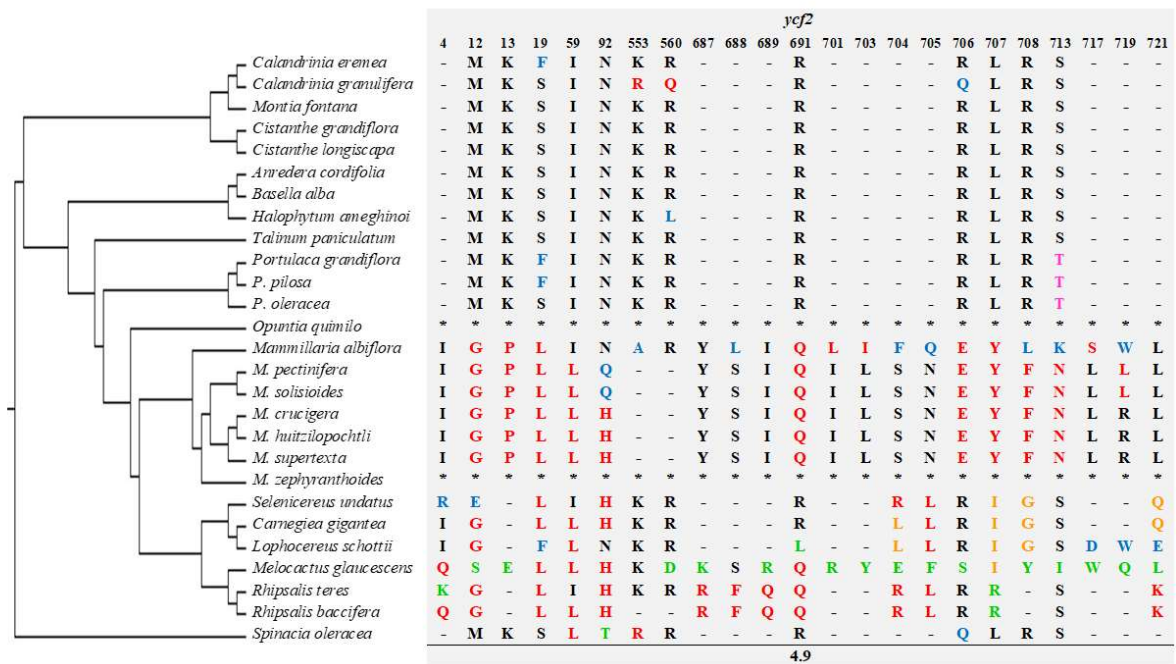 ycf2
4 12 13 19 59 92 553 560 687 688 689 691 701 703 704 705 706 707 708 713 717 719 721
Calandrinia eremea - M K F I N K R - - - R - - - - R L R S - - -
Calandrinia granulifera - M K S I N R Q - - - R - - - - Q L R S - - -
Montia fontana - M K S I N K R - - - R - - - - R L R S - - -
Cistanthe grandiflora - M K S I N K R - - - R - - - - R L R S - - -
Cistanthe longiscapa - M K S I N K R - - - R - - - - R L R S - - -
Anredera cordifolia - M K S I N K R - - - R - - - - R L R S - - -
Basella alba - M K S I N K R - - - R - - - - R L R S - - -
Halophytum ameghinoi - M K S I N K L - - - R - - - - R L R S - - -
Talinum paniculatum - M K S I N K R - - - R - - - - R L R S - - -
Portulaca grandiflora - M K F I N K R - - - R - - - - R L R T - - -
P. pilosa - M K F I N K R - - - R - - - - R L R T - - -
P. oleracea - M K S I N K R - - - R - - - - R L R T - - -
Opuntia quimilo * * * * * * * * * * * * * * * * * * * * * * *
Mammillaria albiflora I G P L I N A R Y L I Q L I F Q E Y L K S W L
M. pectinifera I G P L L Q - - Y S I Q I L S N E Y F N L L L
M. solisioides I G P L L Q - - Y S I Q I L S N E Y F N L L L
M. crucigera I G P L L H - - Y S I Q I L S N E Y F N L R L
M. huitzilopochtli I G P L L H - - Y S I Q I L S N E Y F N L R L
M. supertexta I G P L L H - - Y S I Q I L S N E Y F N L R L
M. zephyranthoides * * * * * * * * * * * * * * * * * * * * * * *
Selenicereus undatus R E - L I H K R - - - R - - R L R I G S - - Q
Carnegiea gigantea I G - L L H K R - - - R - - L L R I G S - - Q
Lophocereus schottii I G - F L N K R - - - L - - L L R I G S D W E
Melocactus glaucescens Q S E L L H K D K S R Q R Y E F S I Y I W Q L
Rhipsalis teres K G - L I H K R R F Q Q - - R L R R - S - - K
Rhipsalis baccifera Q G - L L H - - R F Q Q - - R L R R - S - - K
Spinacia oleracea - M K S L T R R - - - R - - - - Q L R S - - -
4.9